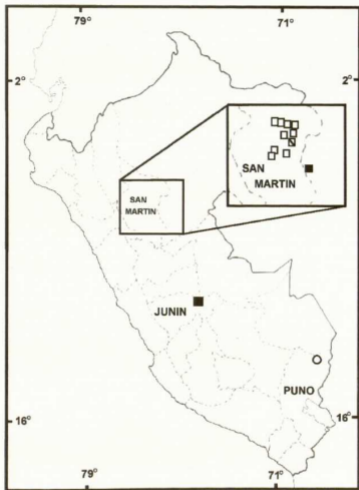 79° 71°
2° 2°
SAN
MARTIN
SAN
MARTIN
JUNIN
PUNO
16° 16°
79° 71°